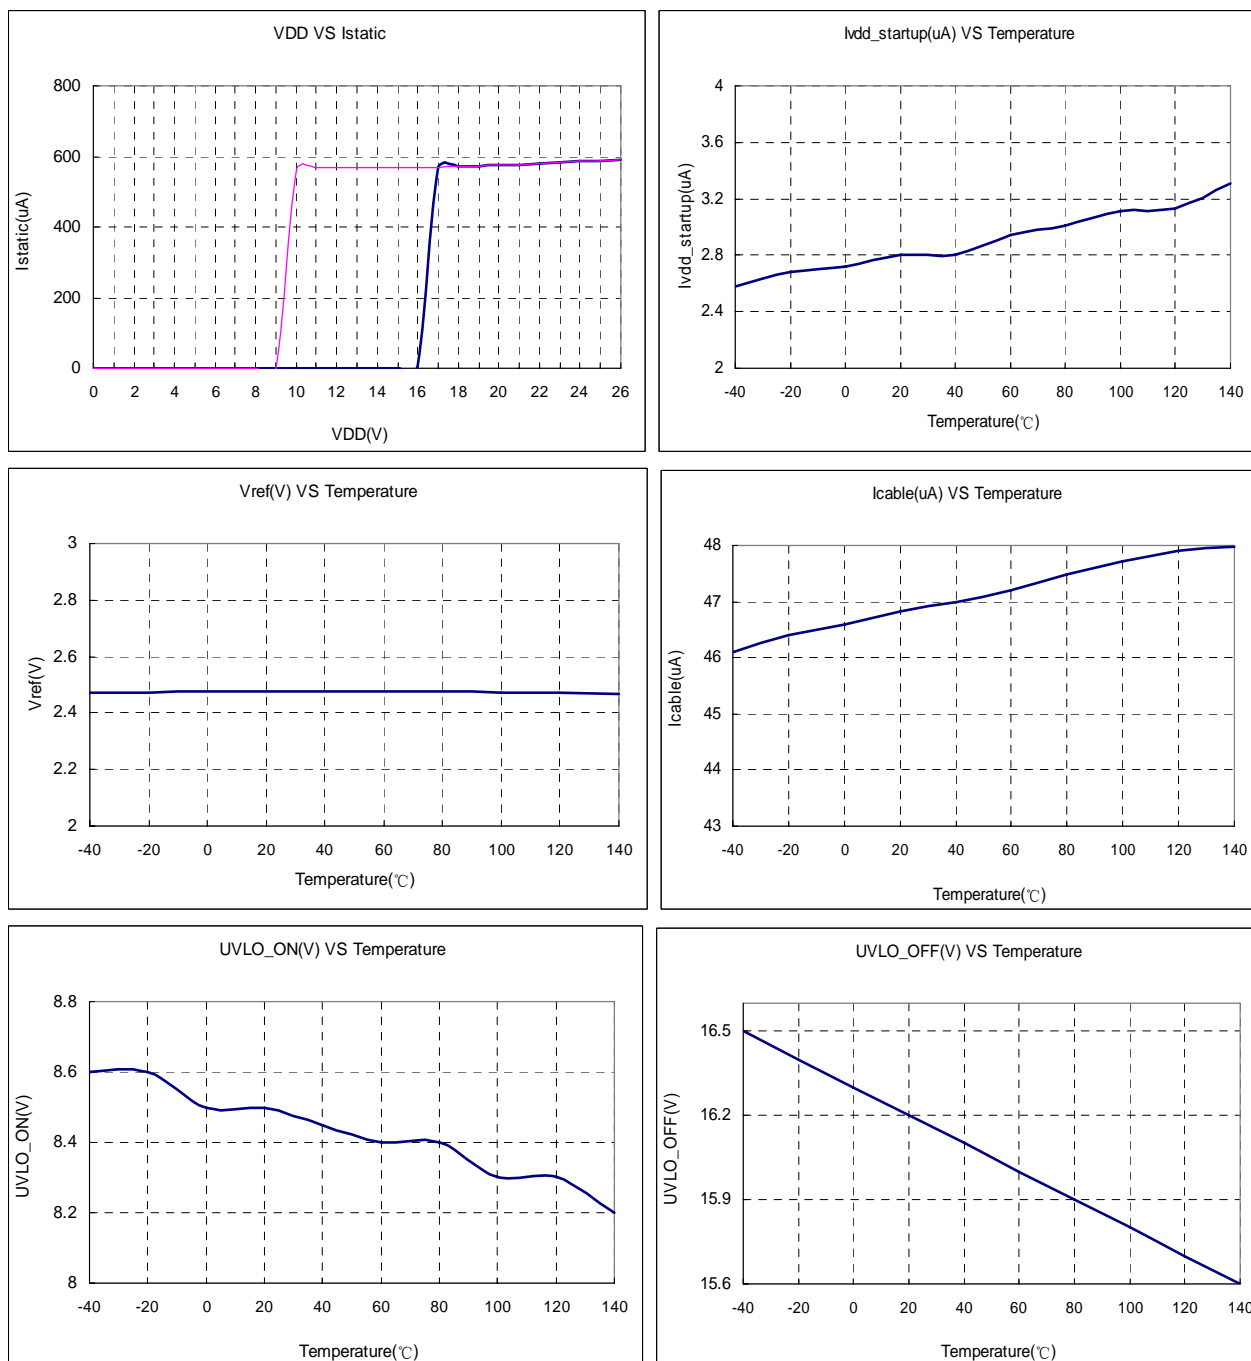 VDD VS Istatic
800
600
400
200
0
Istatic(uA)
0 2 4 6 8 10 12 14 16 18 20 22 24 26
VDD(V)
Ivdd_startup(uA) VS Temperature
4
3.6
3.2
2.8
2.4
2
Ivdd_startup(uA)
-40 -20 0 20 40 60 80 100 120 140
Temperature(℃)
Vref(V) VS Temperature
3
2.8
2.6
2.4
2.2
2
Vref(V)
-40 -20 0 20 40 60 80 100 120 140
Temperature(℃)
Icable(uA) VS Temperature
48
47
46
45
44
43
Icable(uA)
-40 -20 0 20 40 60 80 100 120 140
Temperature(℃)
UVLO_ON(V) VS Temperature
8.8
8.6
8.4
8.2
8
UVLO_ON(V)
-40 -20 0 20 40 60 80 100 120 140
Temperature(℃)
UVLO_OFF(V) VS Temperature
16.5
16.2
15.9
15.6
UVLO_OFF(V)
-40 -20 0 20 40 60 80 100 120 140
Temperature(℃)